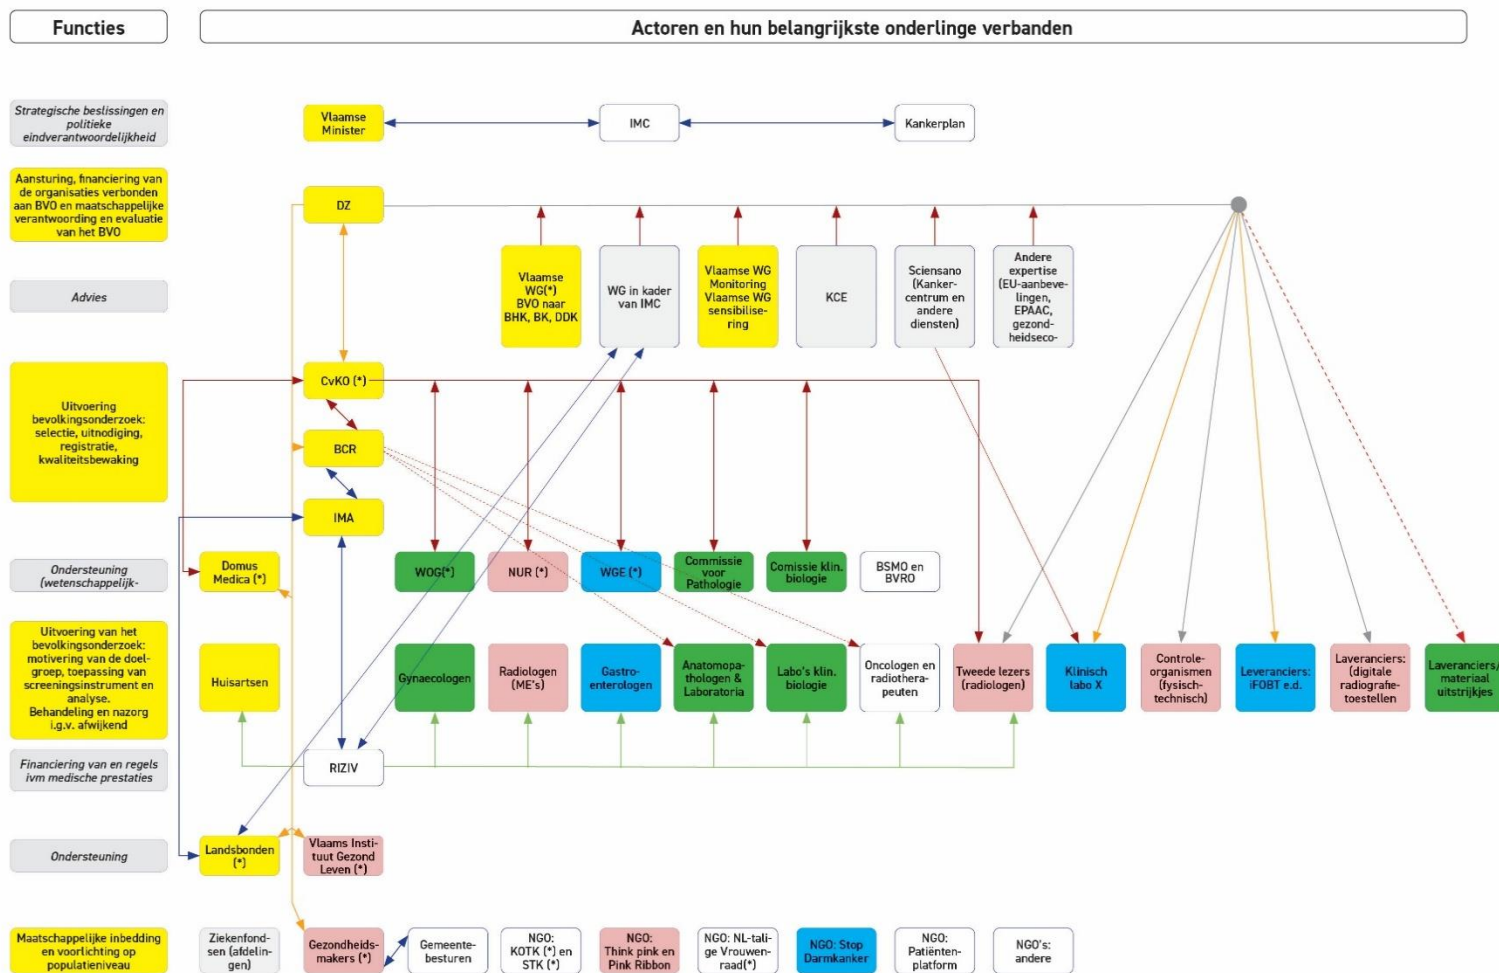 Functies
Actoren en hun belangrijkste onderlinge verbanden
Strategische beslissingen en
politieke
eindverantwoordelijkheid
Vlaamse
Minister
IMC
Kankerplan
Aansturing, financiering van
de organisaties verbonden
aan BVO en maatschappelijke
verantwoording en evaluatie
van het BVO
DZ
Advies
Vlaamse
WG(*)
BVO naar
BHK, BK, DDK
WG in kader
van IMC
Vlaamse WG
Monitoring
Vlaamse WG
sensibilise-
ring
KCE
Sciensano
(Kanker-
centrum en
andere
diensten)
Andere
expertise
(EU-aanbeve-
lingen,
EPAAC,
gezond-
heidseco-
Uitvoering
bevolkingsonderzoek:
selectie, uitnodiging,
registratie,
kwaliteitsbewaking
CvKO (*)
BCR
IMA
Ondersteuning
(wetenschappelijk-
Domus
Medica (*)
WOG(*)
NUR (*)
WGE (*)
Commissie
voor
Pathologie
Comissie klin.
biologie
BSMO en
BVRO
Uitvoering van het
bevolkingsonderzoek:
motivering van de doel-
groep, toepassing van
screeningsinstrument en
analyse.
Behandeling en nazorg
i.g.v. afwijkend
Huisartsen
Gynaecologen
Radiologen
(ME's)
Gastro-
enterologen
Anatomopa-
thologen &
Laboratoria
Labo's klin.
biologie
Oncologen en
radiothera-
peuten
Tweede lezers
(radiologen)
Klinisch
labo X
Controle-
organismen
(fysisch-
technisch)
Leveranciers:
iFOBT e.d.
Laveranciers:
(digitale
radiografie-
toestellen
Laveranciers/
materiaal
uitstrijkjes
Financiering van en regels
ivm medische prestaties
RIZIV
Ondersteuning
Landsbonden
(*)
Vlaams Insti-
tuut Gezond
Leven (*)
Maatschappelijke inbedding
en voorlichting op
populatieniveau
Ziekenfond-
sen (afdelin-
gen)
Gezondheids-
makers (*)
Gemeente-
besturen
NGO:
KOTK (*) en
STK (*)
NGO:
Think pink en
Pink Ribbon
NGO: NL-tali-
ge Vrouwen-
raad(*)
NGO: Stop
Darmkanker
NGO:
Patiënten-
platform
NGO's:
andere